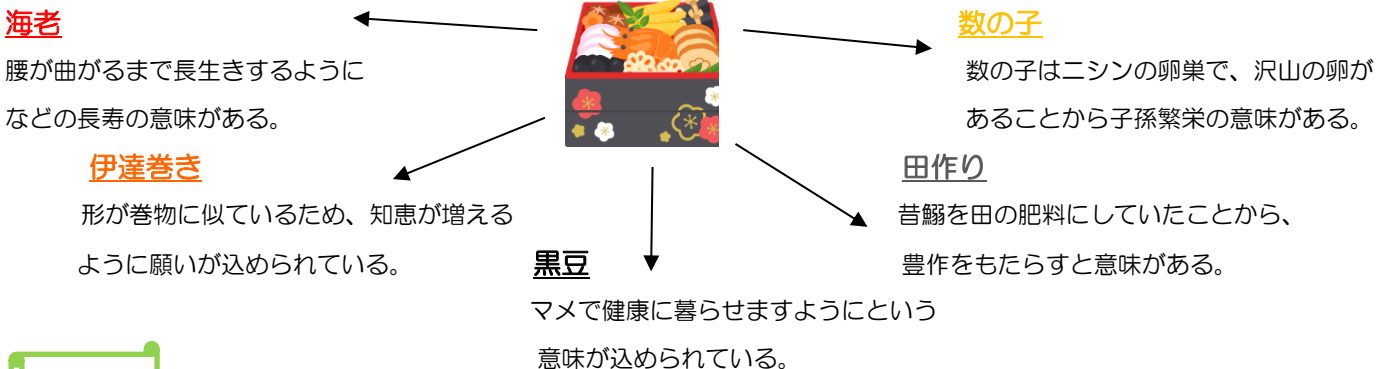 海老
腰が曲がるまで長生きするように
などの長寿の意味がある。
数の子
数の子はニシンの卵巣で、沢山の卵が
あることから子孫繁栄の意味がある。
伊達巻き
形が巻物に似ているため、知恵が増える
ように願いが込められている。
田作り
昔鰯を田の肥料にしていたことから、
豊作をもたらすと意味がある。
黒豆
マメで健康に暮らせますようにという
意味が込められている。